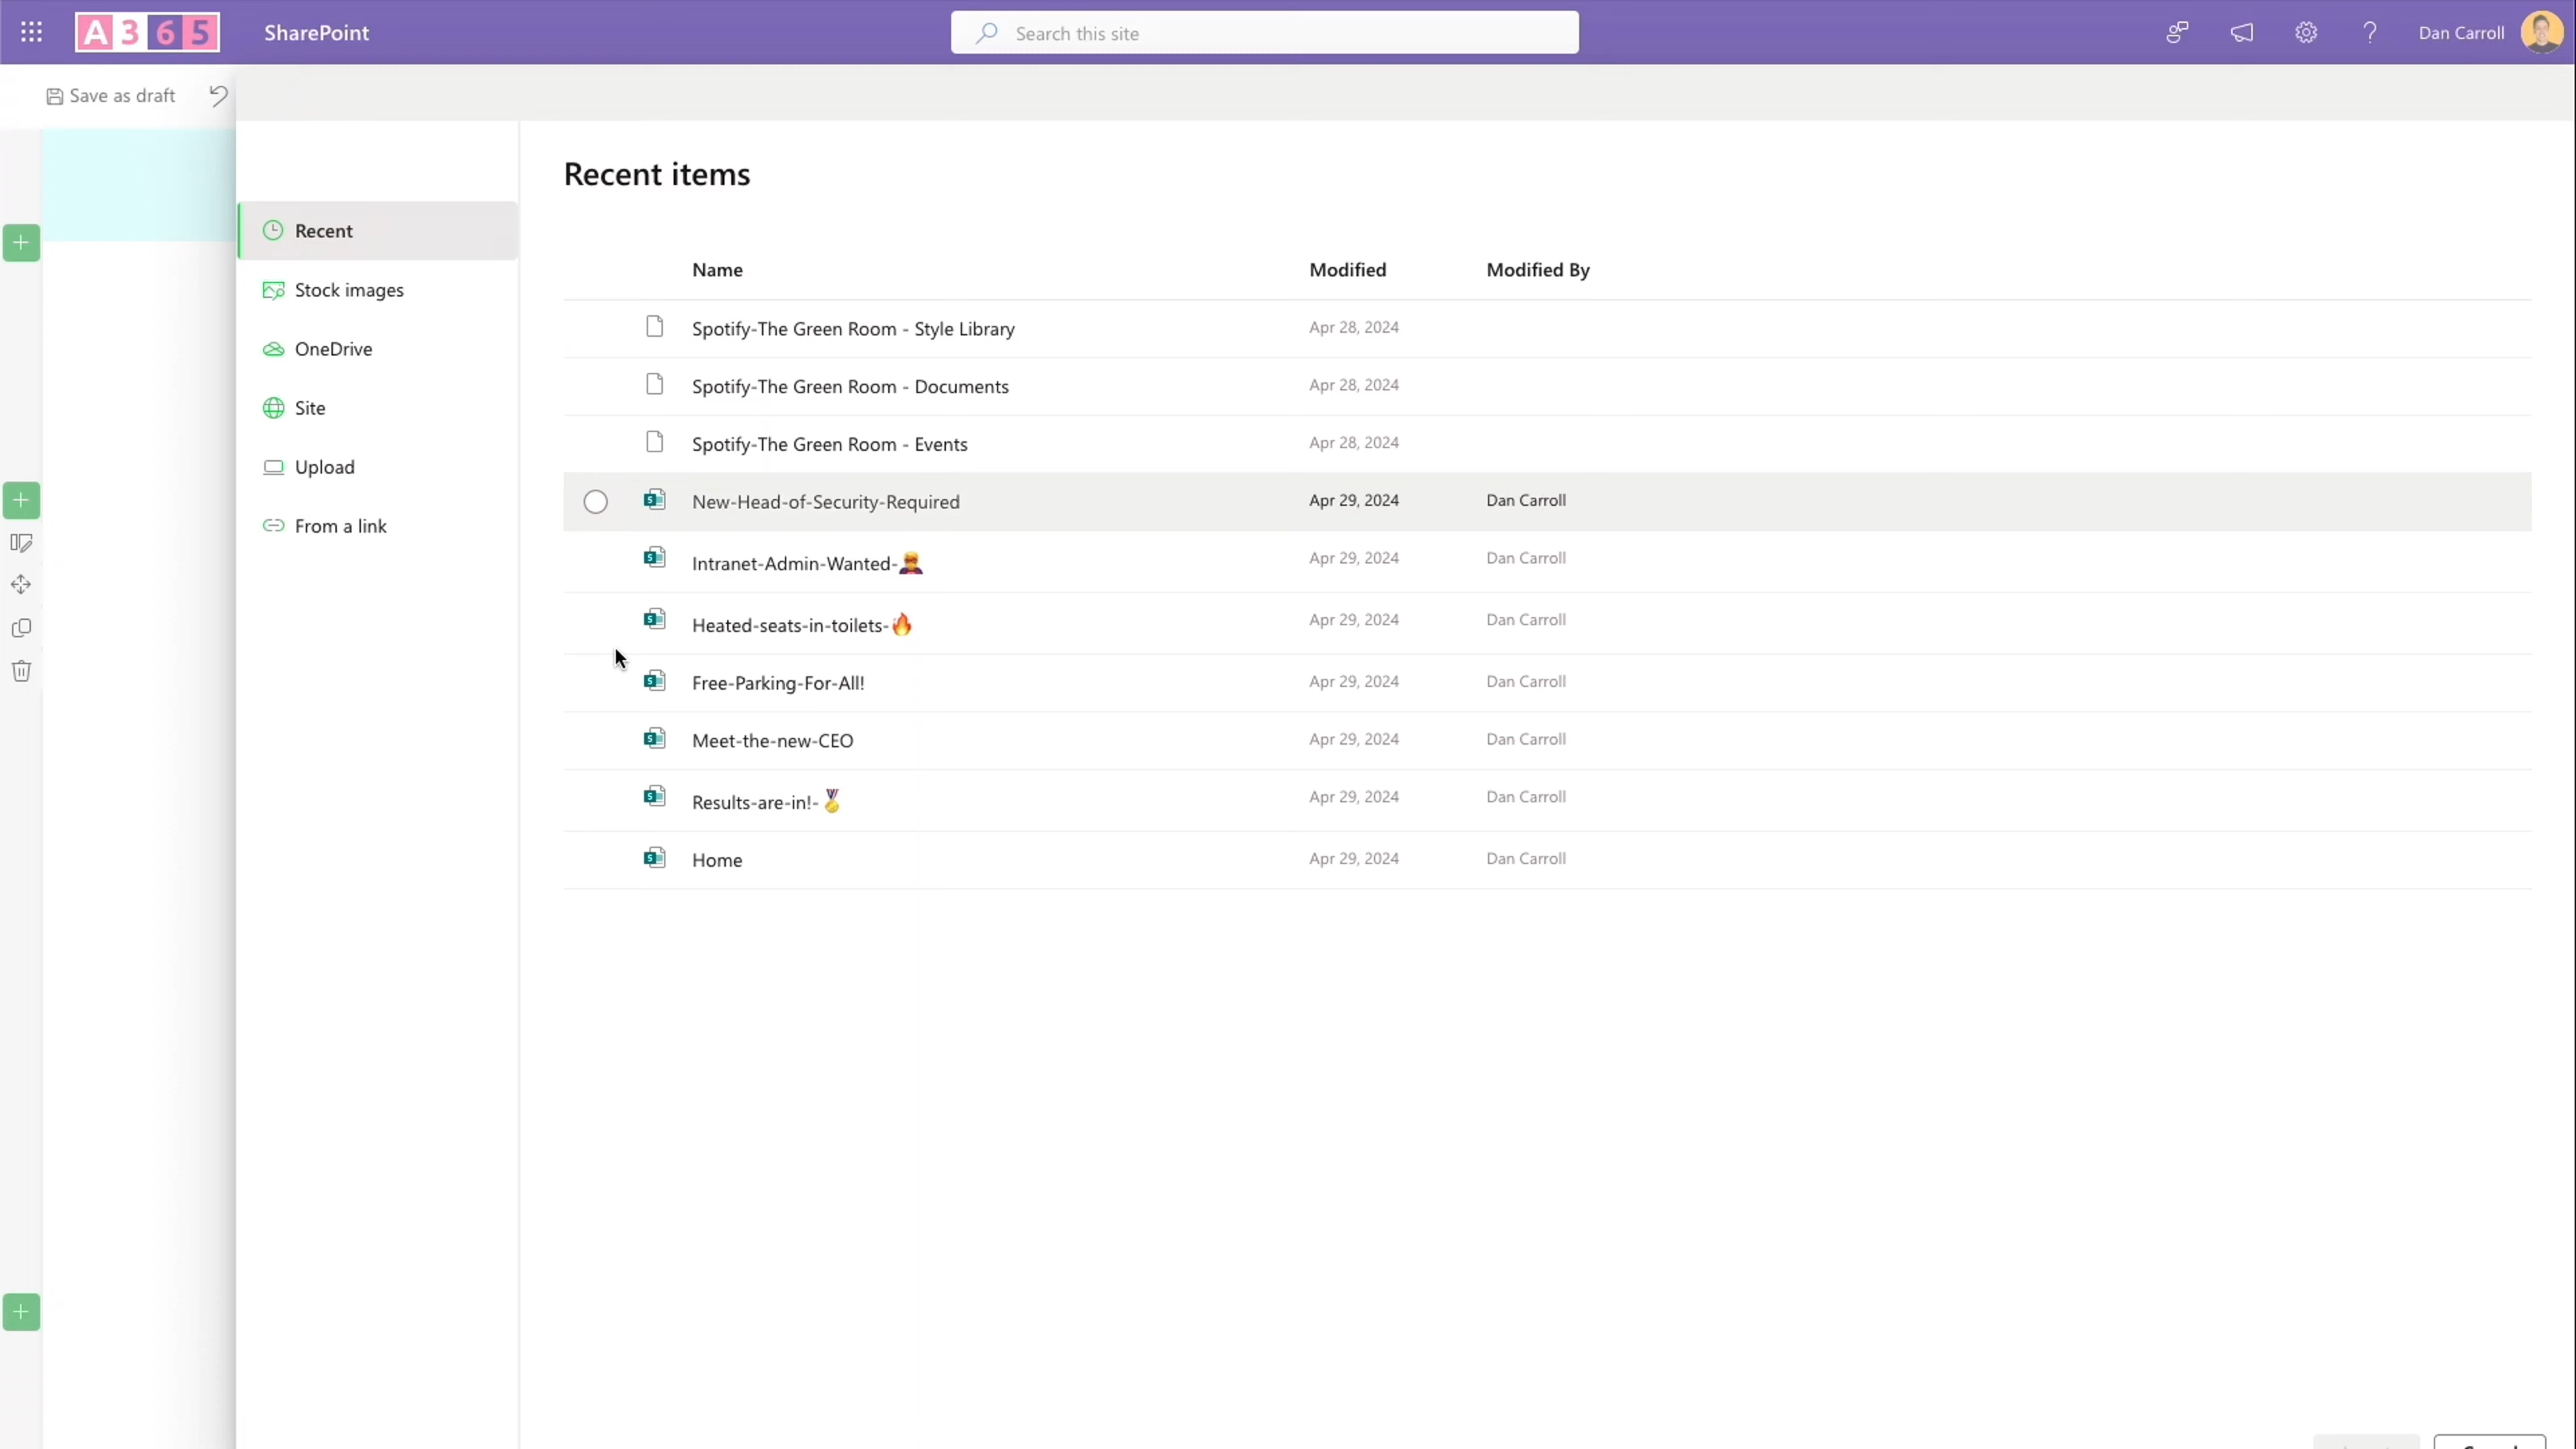 A365
SharePoint
Search this site
Dan Carroll
Save as draft
Recent items
Recent
Stock images
OneDrive
Site
Upload
From a link
Name Modified Modified By
Spotify-The Green Room - Style Library Apr 28, 2024
Spotify-The Green Room - Documents Apr 28, 2024
Spotify-The Green Room - Events Apr 28, 2024
New-Head-of-Security-Required Apr 29, 2024 Dan Carroll
Intranet-Admin-Wanted-🦸 Apr 29, 2024 Dan Carroll
Heated-seats-in-toilets-🔥 Apr 29, 2024 Dan Carroll
Free-Parking-For-All! Apr 29, 2024 Dan Carroll
Meet-the-new-CEO Apr 29, 2024 Dan Carroll
Results-are-in!-🏅 Apr 29, 2024 Dan Carroll
Home Apr 29, 2024 Dan Carroll